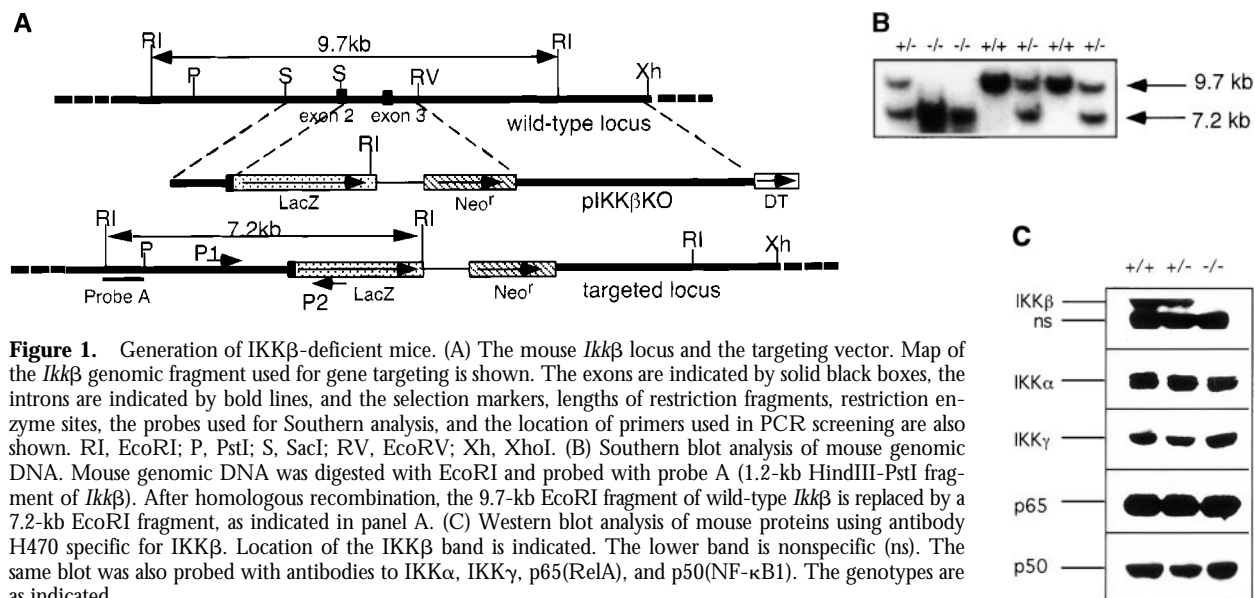 A
RI 9.7kb RI
P S S RV Xh
exon 2 exon 3 wild-type locus
RI
LacZ Neoʳ pIKKβKO DT
RI 7.2kb RI
P P1 RI Xh
Probe A P2 LacZ Neoʳ targeted locus
B
+/- -/- -/- +/+ +/- +/+ +/-
9.7 kb
7.2 kb
C
+/+ +/- -/-
IKKβ
ns
IKKα
IKKγ
p65
p50
Figure 1. Generation of IKKβ-deficient mice. (A) The mouse Ikkβ locus and the targeting vector. Map of
the Ikkβ genomic fragment used for gene targeting is shown. The exons are indicated by solid black boxes, the
introns are indicated by bold lines, and the selection markers, lengths of restriction fragments, restriction en-
zyme sites, the probes used for Southern analysis, and the location of primers used in PCR screening are also
shown. RI, EcoRI; P, PstI; S, SacI; RV, EcoRV; Xh, XhoI. (B) Southern blot analysis of mouse genomic
DNA. Mouse genomic DNA was digested with EcoRI and probed with probe A (1.2-kb HindIII-PstI frag-
ment of Ikkβ). After homologous recombination, the 9.7-kb EcoRI fragment of wild-type Ikkβ is replaced by a
7.2-kb EcoRI fragment, as indicated in panel A. (C) Western blot analysis of mouse proteins using antibody
H470 specific for IKKβ. Location of the IKKβ band is indicated. The lower band is nonspecific (ns). The
same blot was also probed with antibodies to IKKα, IKKγ, p65(RelA), and p50(NF-κB1). The genotypes are
as indicated